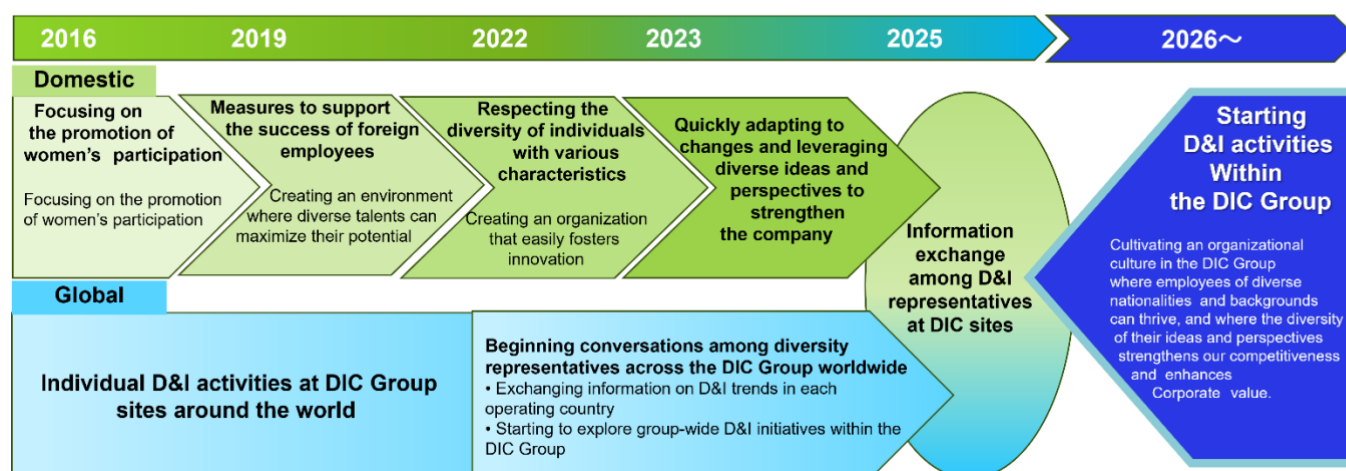 2016 2019 2022 2023 2025 2026～
Domestic
Focusing on
the promotion of
women's participation
Focusing on the promotion
of women's participation
Measures to support
the success of foreign
employees
Creating an environment
where diverse talents can
maximize their potential
Respecting the
diversity of individuals
with various
characteristics
Creating an organization
that easily fosters
innovation
Quickly adapting to
changes and leveraging
diverse ideas and
perspectives to
strengthen
the company
Information
exchange
among D&I
representatives
at DIC sites
Starting
D&I activities
Within
the DIC Group
Cultivating an organizational
culture in the DIC Group
where employees of diverse
nationalities and backgrounds
can thrive, and where the diversity
of their ideas and perspectives
strengthens our competitiveness
and enhances
Corporate value.
Global
Individual D&I activities at DIC Group
sites around the world
Beginning conversations among diversity
representatives across the DIC Group worldwide
• Exchanging information on D&I trends in each
operating country
• Starting to explore group-wide D&I initiatives within the
DIC Group